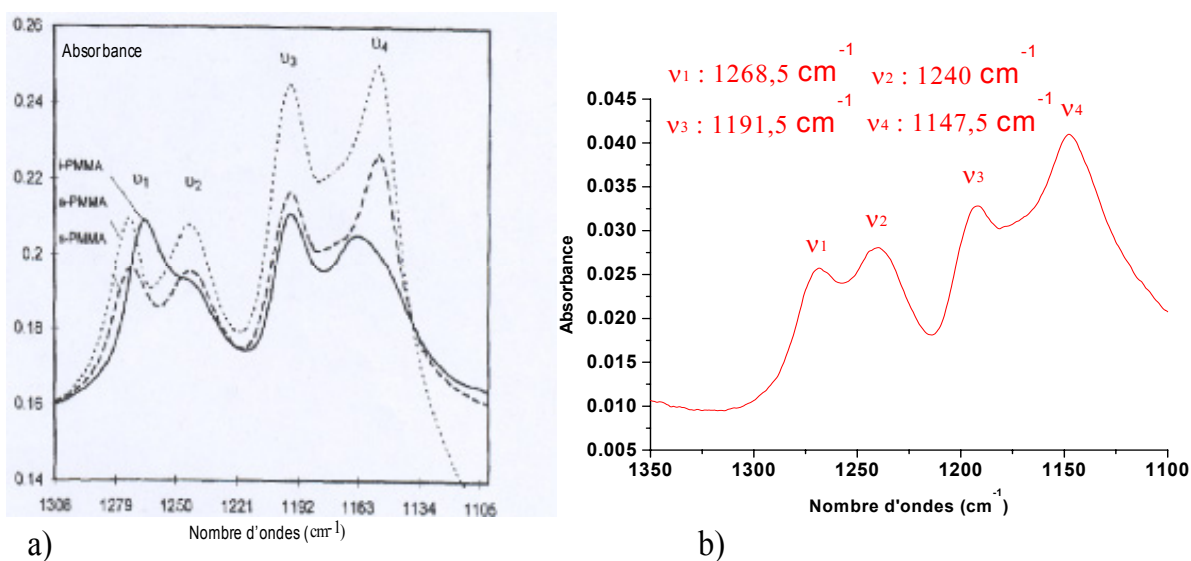 0.26
Absorbance
υ1
υ2
υ3
υ4
0.24
0.22
i-PMMA
a-PMMA
s-PMMA
0.2
0.18
0.16
0.14
1306 1279 1250 1221 1192 1163 1134 1105
Nombre d'ondes (cm-1)
a)
ν1 : 1268,5 cm-1 ν2 : 1240 cm-1
ν3 : 1191,5 cm-1 ν4 : 1147,5 cm-1
ν1
ν2
ν3
ν4
Absorbance
0.045
0.040
0.035
0.030
0.025
0.020
0.015
0.010
0.005
1350 1300 1250 1200 1150 1100
Nombre d'ondes (cm-1)
b)